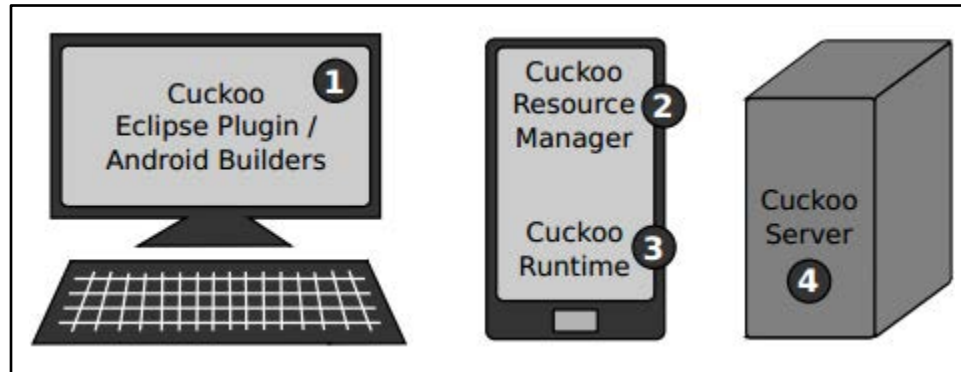 1
Cuckoo
Eclipse Plugin /
Android Builders
Cuckoo
Resource
Manager
2
Cuckoo
Runtime
3
Cuckoo
Server
4